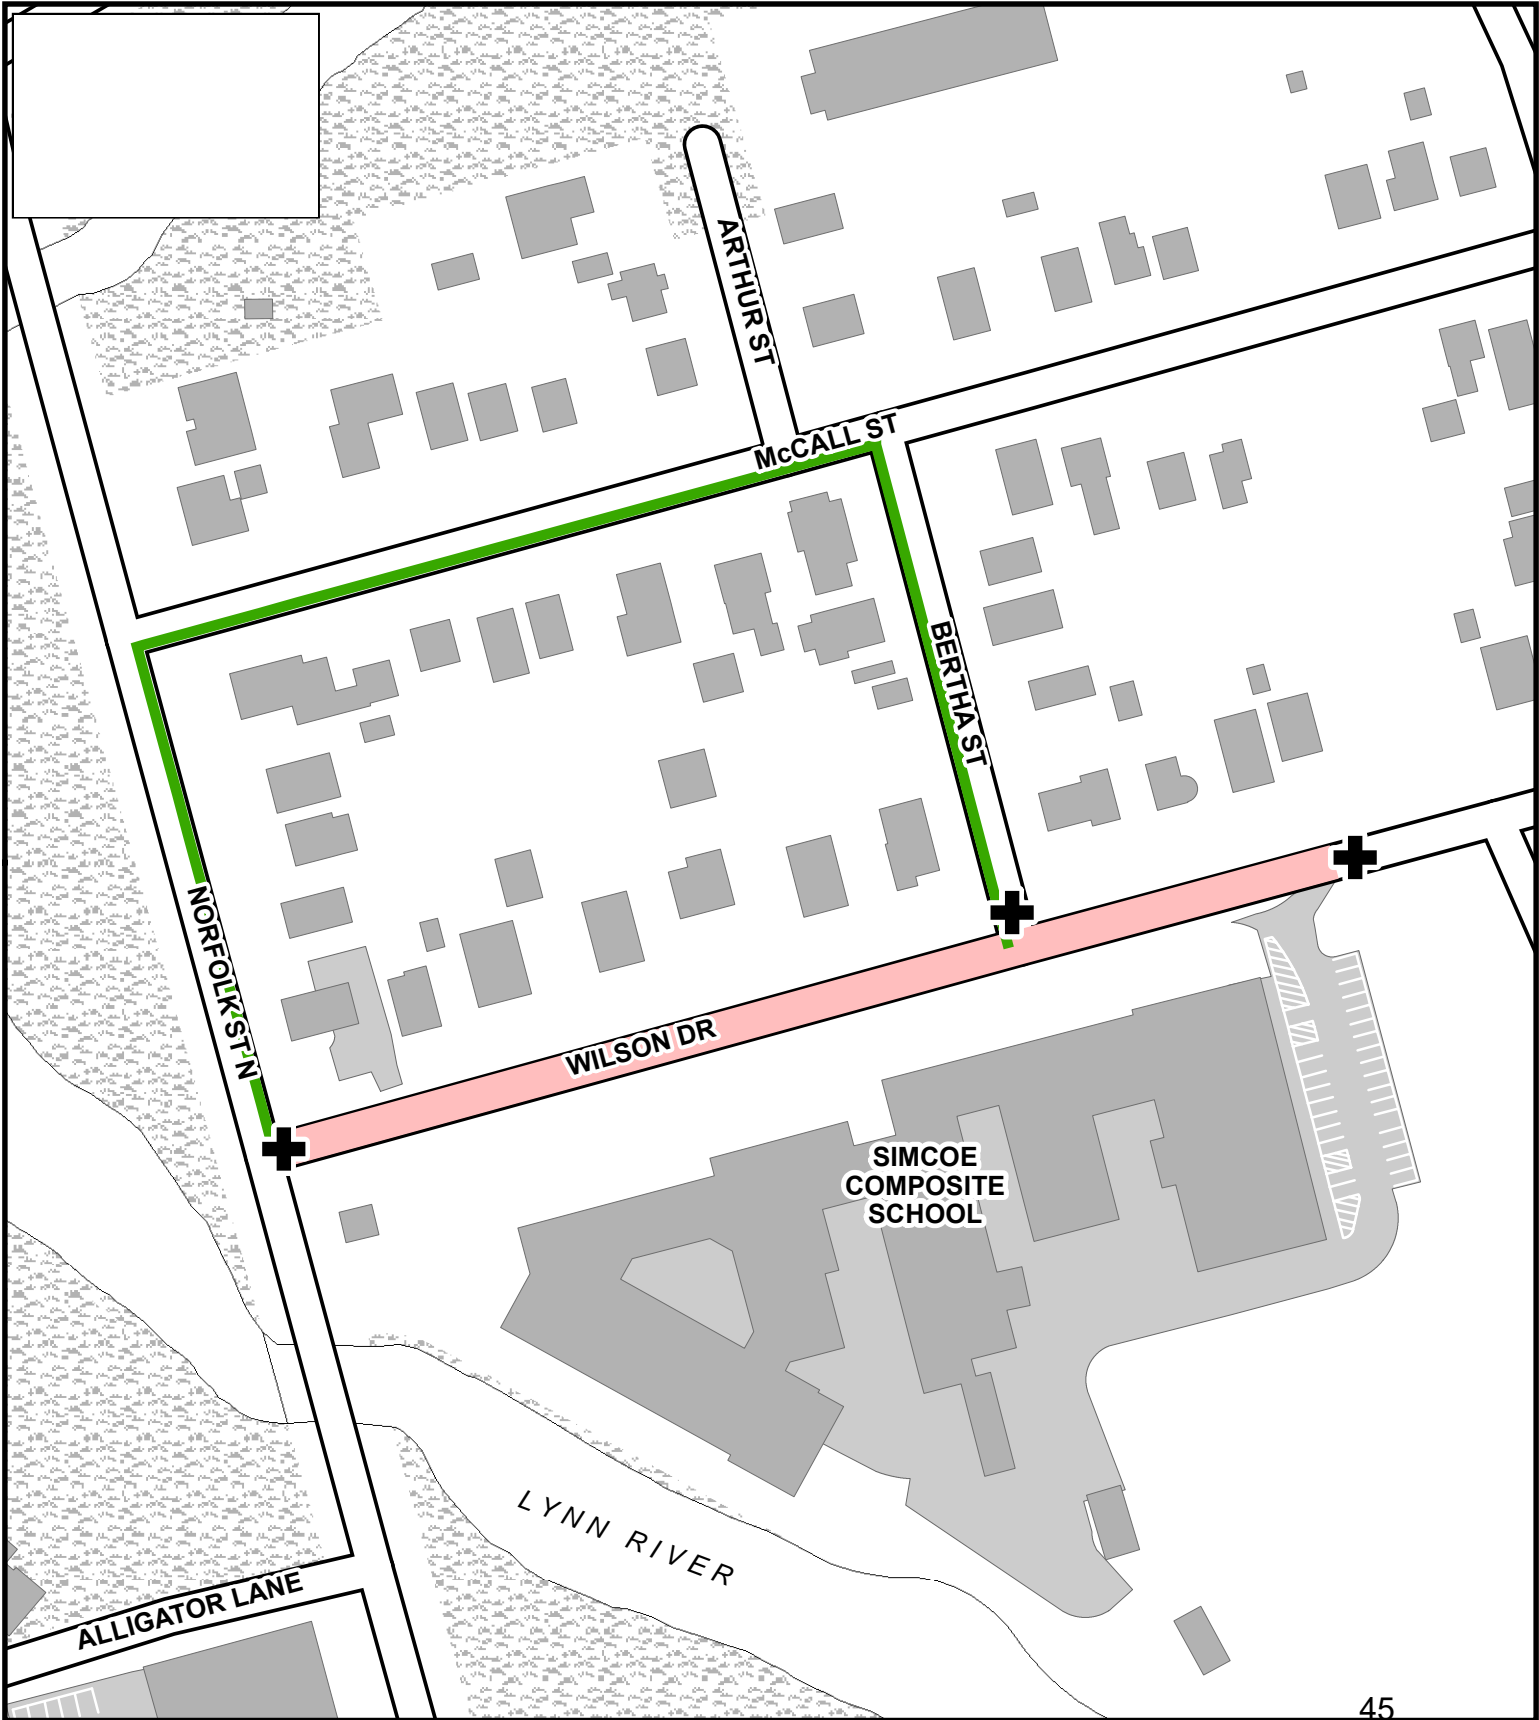 ARTHUR ST
McCALL ST
BERTHA ST
NORFOLK ST N
WILSON DR
SIMCOE
COMPOSITE
SCHOOL
LYNN RIVER
ALLIGATOR LANE
45